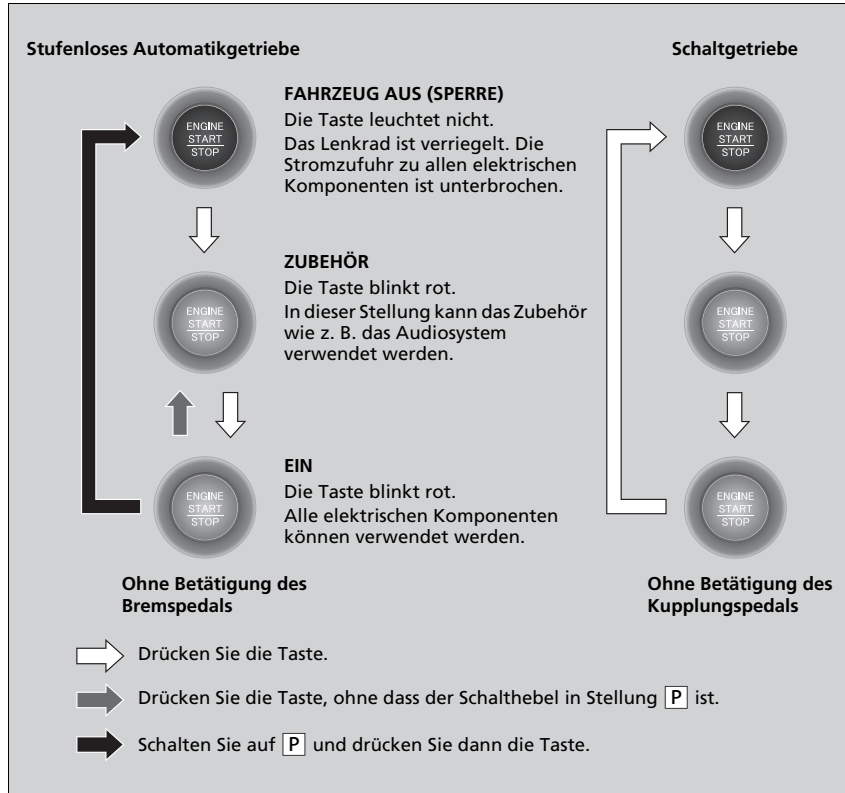 Stufenloses Automatikgetriebe
Schaltgetriebe
ENGINE
START
STOP
FAHRZEUG AUS (SPERRE)
Die Taste leuchtet nicht.
Das Lenkrad ist verriegelt. Die
Stromzufuhr zu allen elektrischen
Komponenten ist unterbrochen.
ENGINE
START
STOP
ENGINE
START
STOP
ZUBEHÖR
Die Taste blinkt rot.
In dieser Stellung kann das Zubehör
wie z. B. das Audiosystem
verwendet werden.
ENGINE
START
STOP
ENGINE
START
STOP
EIN
Die Taste blinkt rot.
Alle elektrischen Komponenten
können verwendet werden.
ENGINE
START
STOP
Ohne Betätigung des
Bremspedals
Ohne Betätigung des
Kupplungspedals
Drücken Sie die Taste.
Drücken Sie die Taste, ohne dass der Schalthebel in Stellung P ist.
Schalten Sie auf P und drücken Sie dann die Taste.